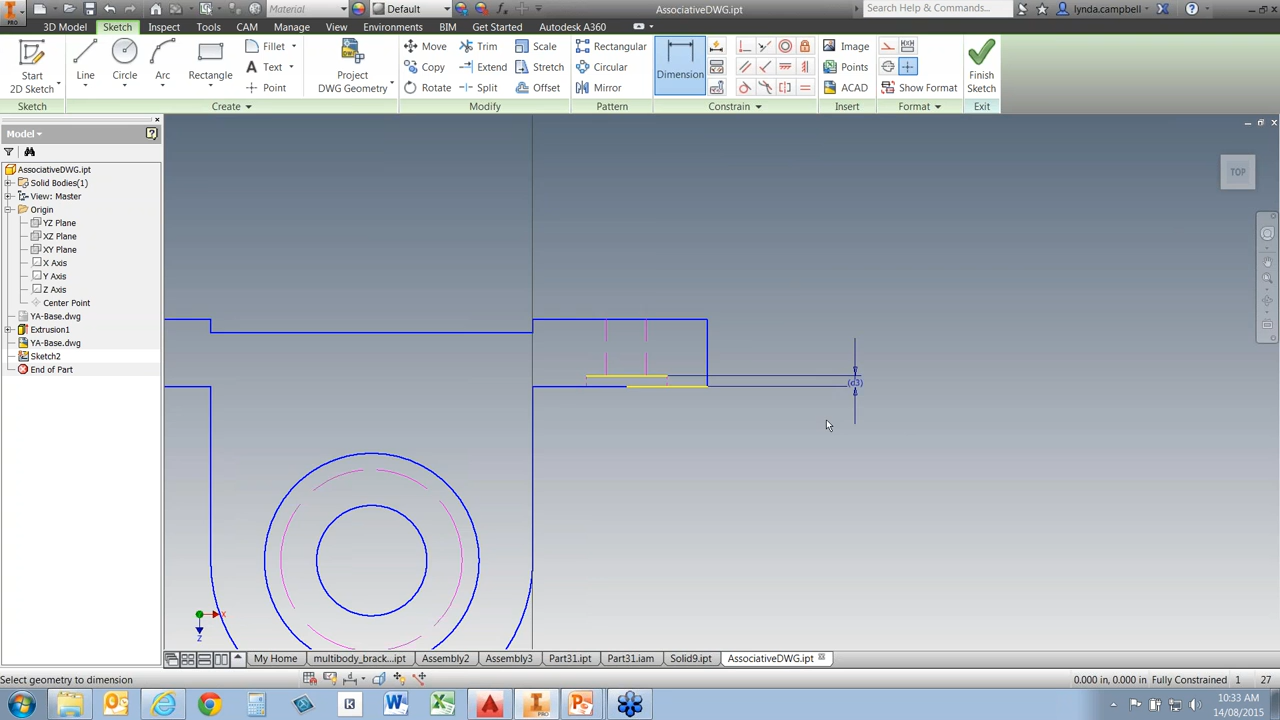 Material
Default
AssociativeDWG.ipt
Search Help & Commands...
lynda.campbell
PRO
3D Model
Sketch
Inspect
Tools
Manage
View
Environments
BIM
Get Started
Autodesk A360
Start
2D Sketch
Line
Circle
Arc
Rectangle
Fillet
Text
Point
Project
DWG Geometry
Move
Copy
Rotate
Trim
Extend
Split
Scale
Stretch
Offset
Rectangular
Circular
Mirror
Dimension
Image
Points
ACAD
Show Format
Finish
Sketch
Sketch
Create
Modify
Pattern
Constrain
Insert
Format
Exit
Model
AssociativeDWG.ipt
Solid Bodies(1)
View: Master
Origin
YZ Plane
XZ Plane
XY Plane
X Axis
Y Axis
Z Axis
Center Point
YA-Base.dwg
Extrusion1
YA-Base.dwg
Sketch2
End of Part
TOP
(d3)
X
Z
My Home
multibody_brack...ipt
Assembly2
Assembly3
Part31.ipt
Part31.iam
Solid9.ipt
AssociativeDWG.ipt
Select geometry to dimension
0.000 in, 0.000 in Fully Constrained 1 27
10:33 AM
14/08/2015